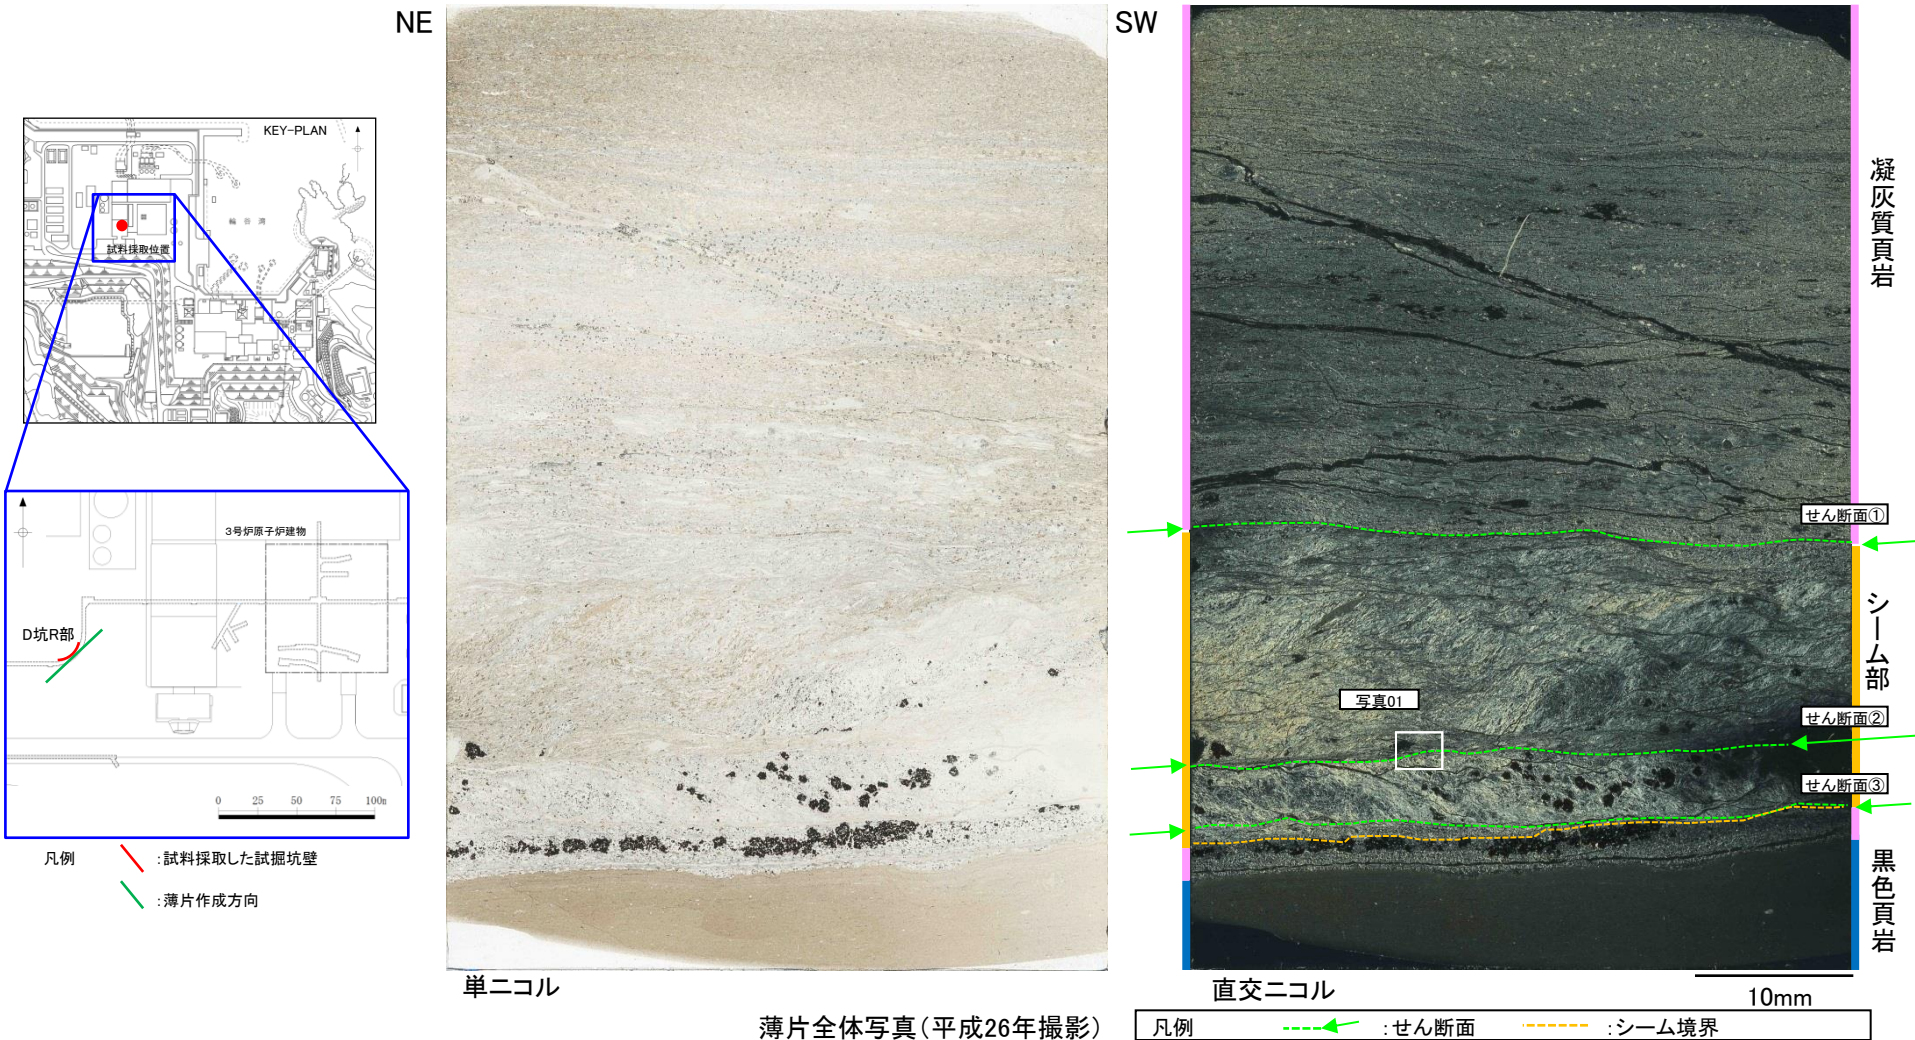 NE
SW
KEY-PLAN
輪谷湾
試料採取位置
3号炉原子炉建物
D坑R部
0 25 50 75 100m
凡例
:試料採取した試掘坑壁
:薄片作成方向
凝灰質頁岩
せん断面①
シーム部
写真01
せん断面②
せん断面③
黒色頁岩
単ニコル
直交ニコル
10mm
薄片全体写真(平成26年撮影)
凡例
:せん断面
:シーム境界